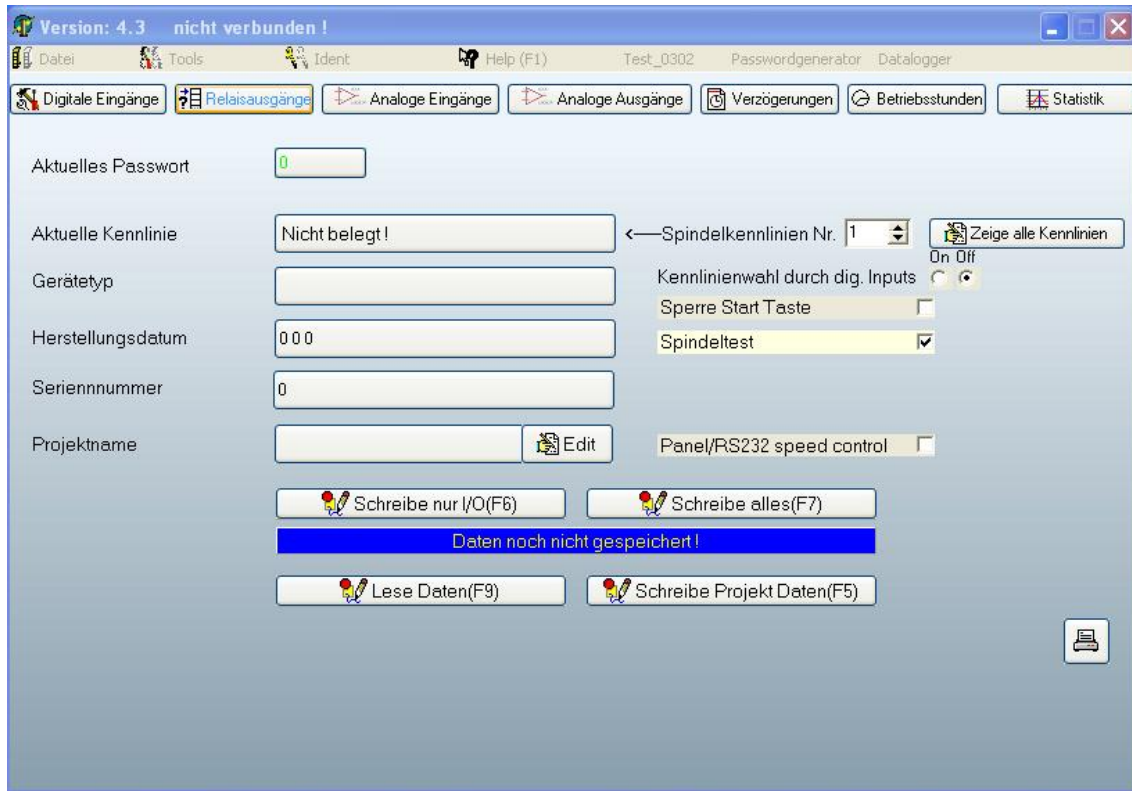 Version: 4.3 nicht verbunden !
Datei Tools Ident Help (F1) Test_0302 Passwordgenerator Datalogger
Digitale Eingänge Relaisausgänge Analoge Eingänge Analoge Ausgänge Verzögerungen Betriebsstunden Statistik
Aktuelles Passwort 0
Aktuelle Kennlinie Nicht belegt ! <──Spindelkennlinien Nr. 1 Zeige alle Kennlinien
On Off
Gerätetyp Kennlinienwahl durch dig. Inputs
Sperre Start Taste
Herstellungsdatum 0 0 0 Spindeltest
Seriennnummer 0
Projektname Edit Panel/RS232 speed control
Schreibe nur I/O(F6) Schreibe alles(F7)
Daten noch nicht gespeichert !
Lese Daten(F9) Schreibe Projekt Daten(F5)